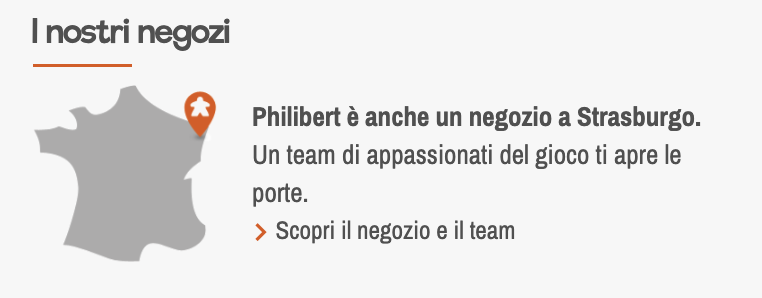 I nostri negozi
Philibert è anche un negozio a Strasburgo.
Un team di appassionati del gioco ti apre le
porte.
Scopri il negozio e il team